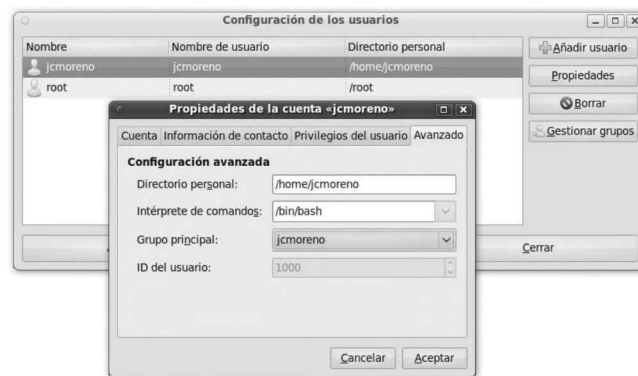 Configuración de los usuarios
Nombre Nombre de usuario Directorio personal
jcmoreno jcmoreno /home/jcmoreno
root root /root
Añadir usuario
Propiedades
Borrar
Gestionar grupos
Cerrar
Propiedades de la cuenta «jcmoreno»
Cuenta Información de contacto Privilegios del usuario Avanzado
Configuración avanzada
Directorio personal: /home/jcmoreno
Intérprete de comandos: /bin/bash
Grupo principal: jcmoreno
ID del usuario: 1000
Cancelar Aceptar